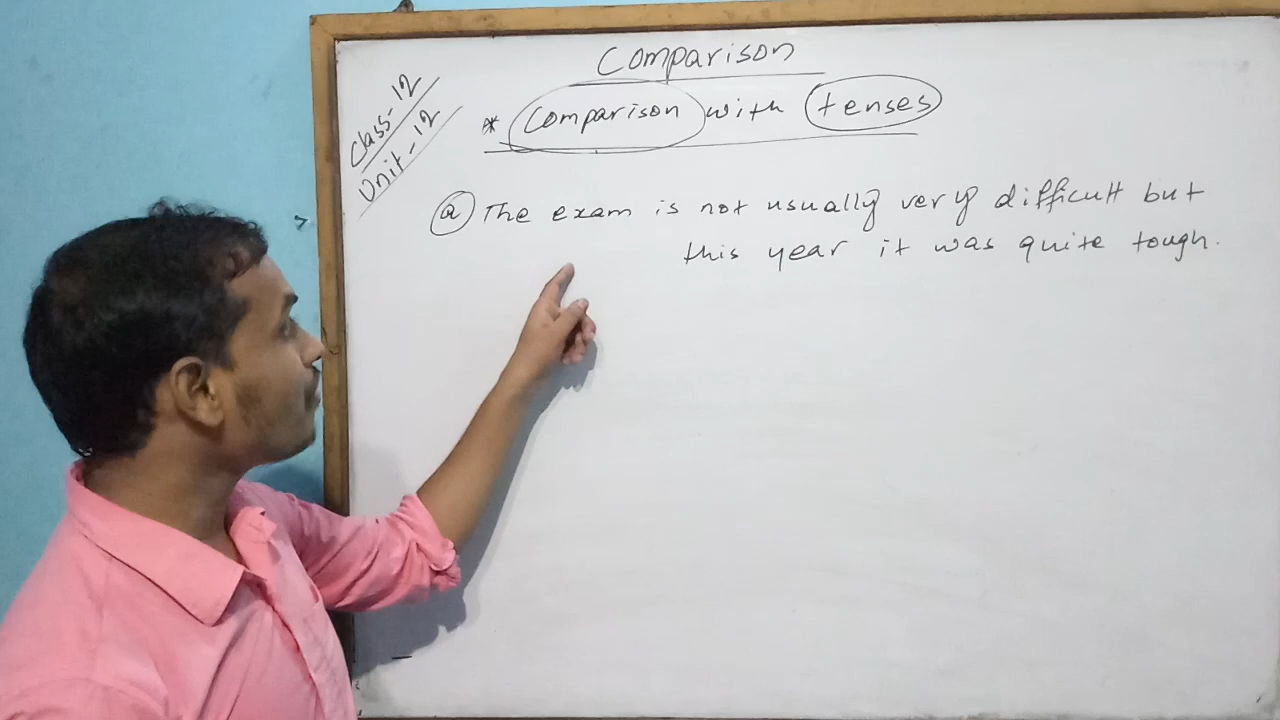 Comparison
Class-12
Unit-12
* Comparison with tenses
(a) The exam is not usually very difficult but
this year it was quite tough.